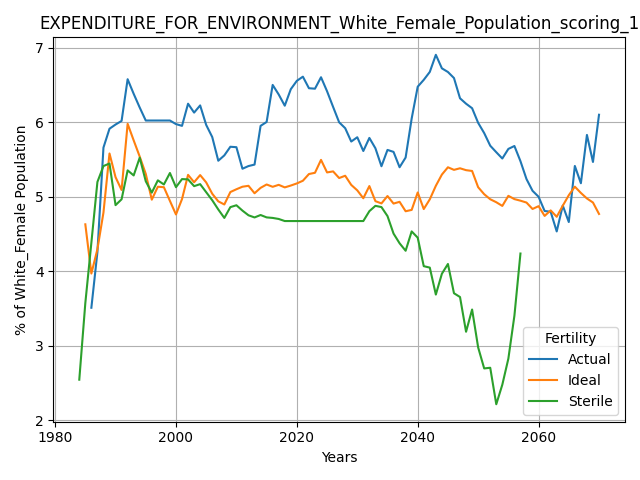 EXPENDITURE_FOR_ENVIRONMENT_White_Female_Population_scoring_1
7
6
5
4
3
2
% of White_Female Population
1980
2000
2020
2040
2060
Years
Fertility
Actual
Ideal
Sterile